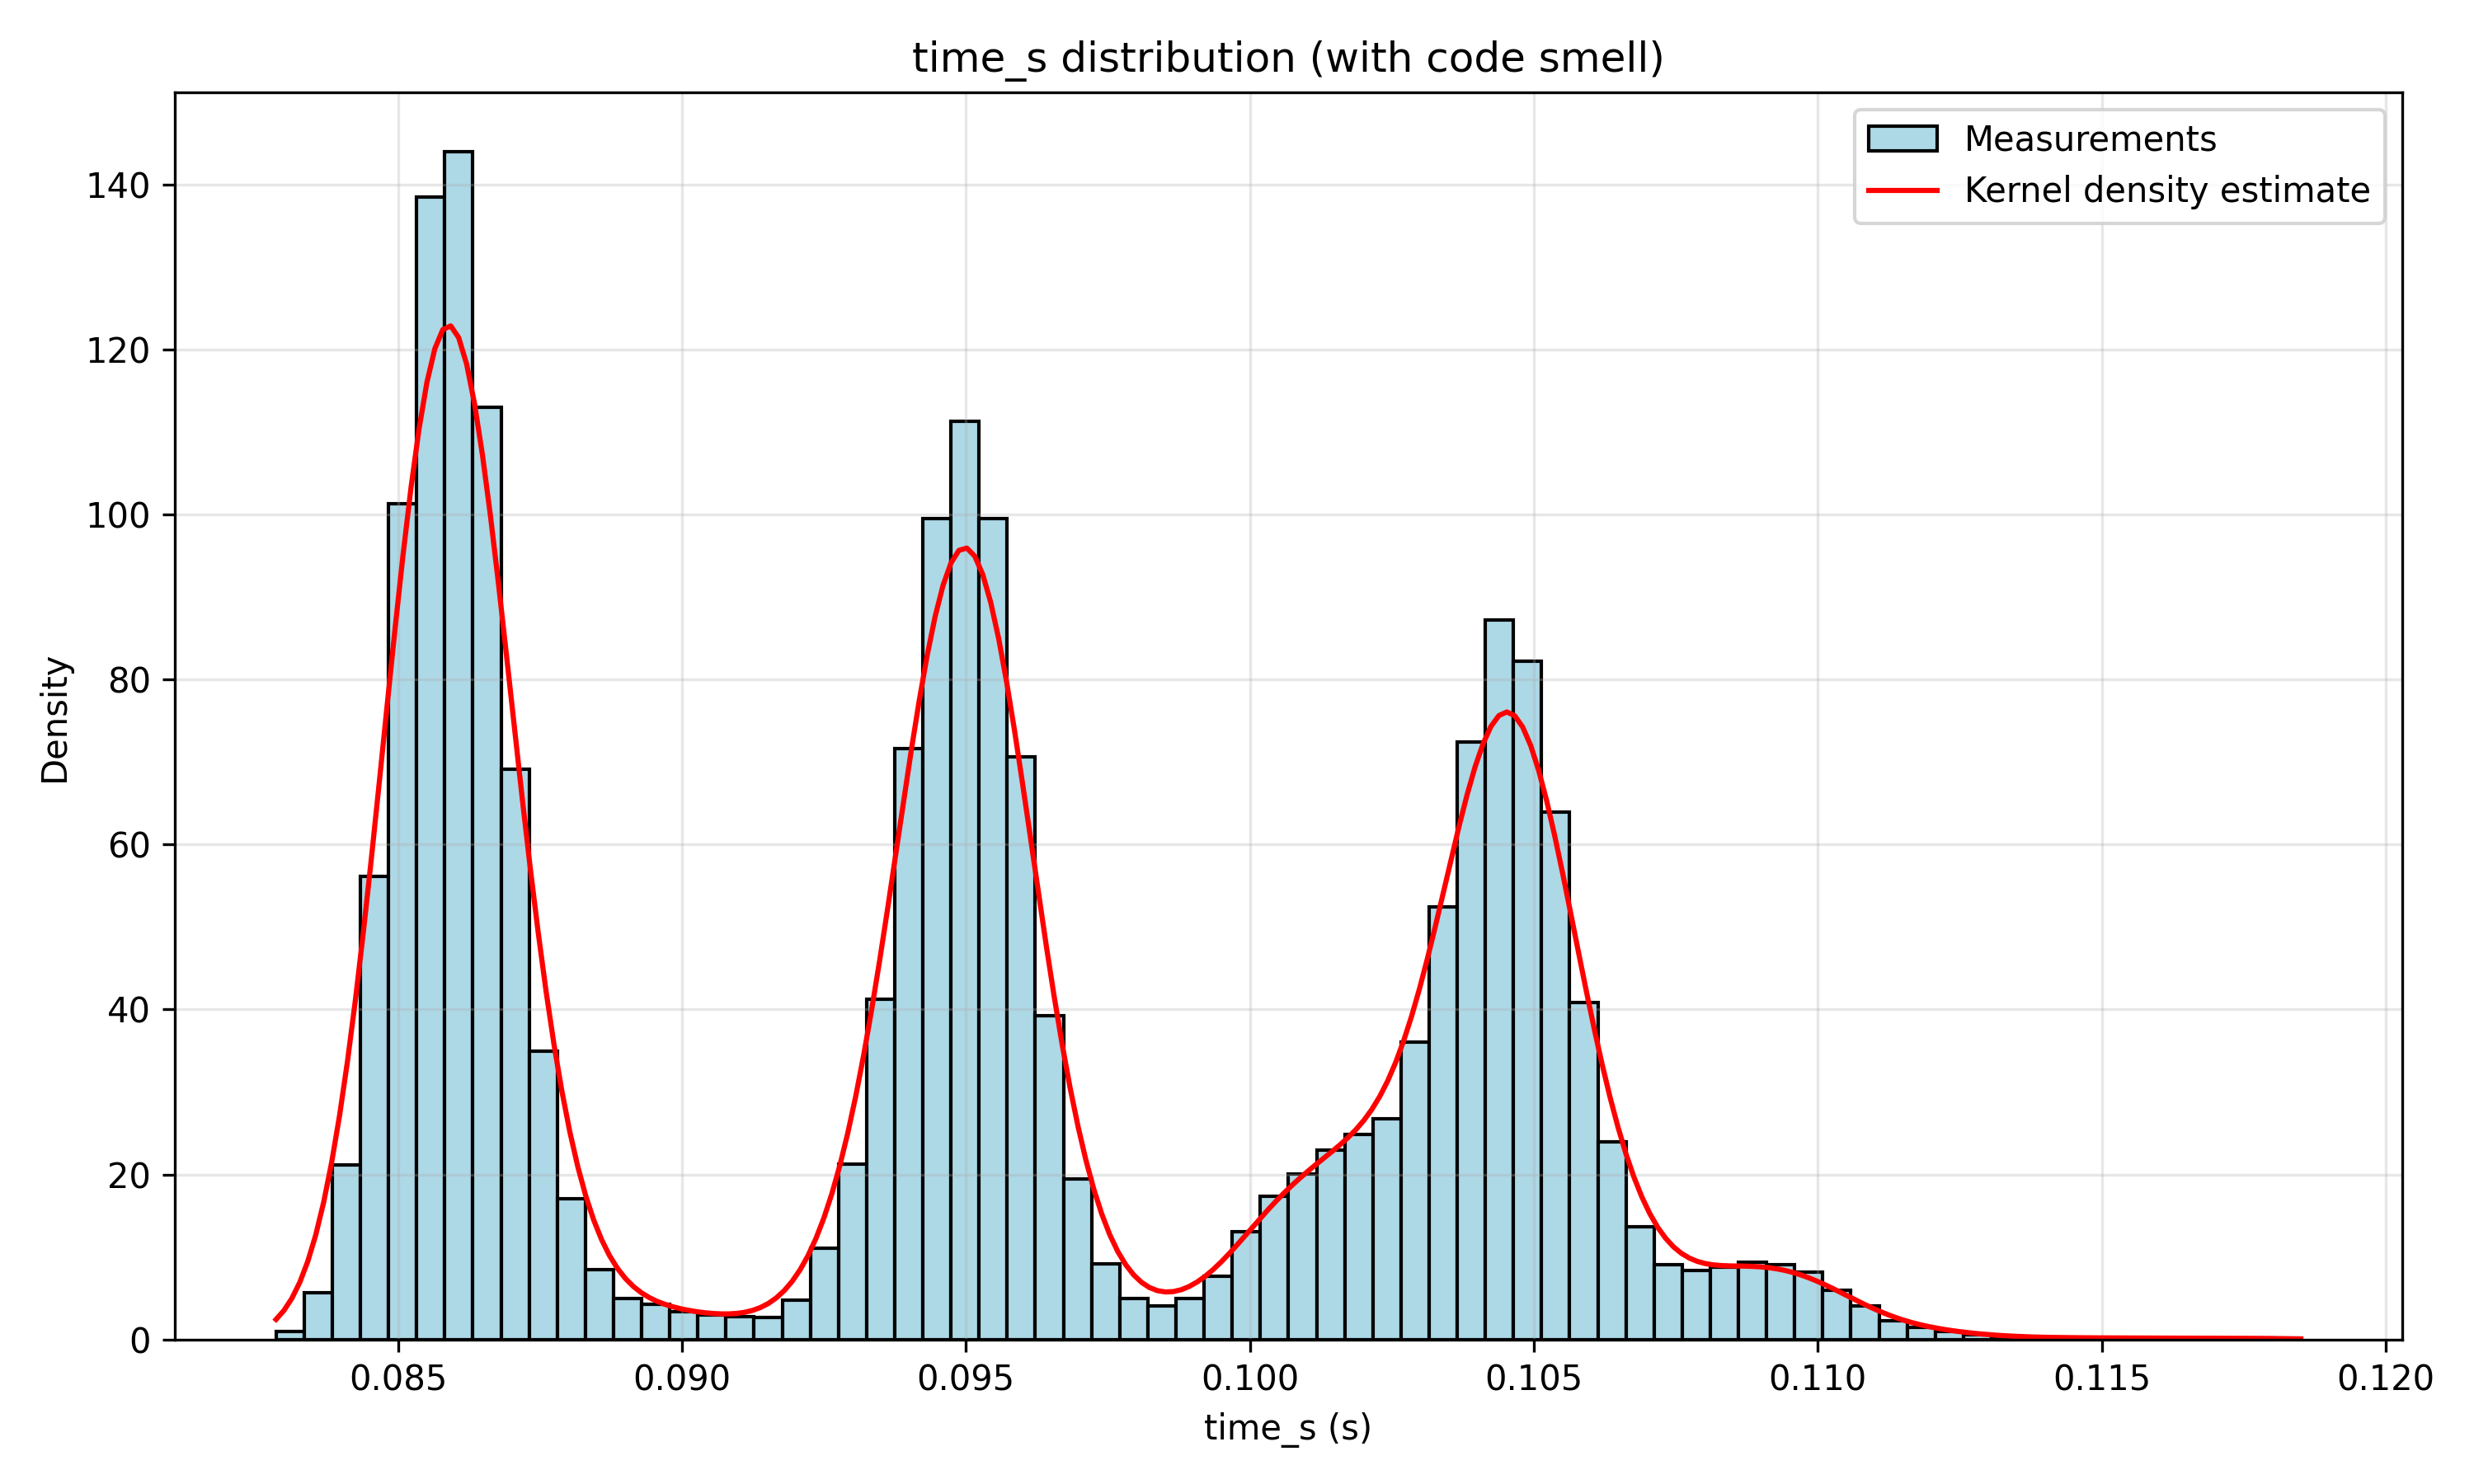 time_s distribution (with code smell)
Measurements
Kernel density estimate
Density
140
120
100
80
60
40
20
0
0.085 0.090 0.095 0.100 0.105 0.110 0.115 0.120
time_s (s)